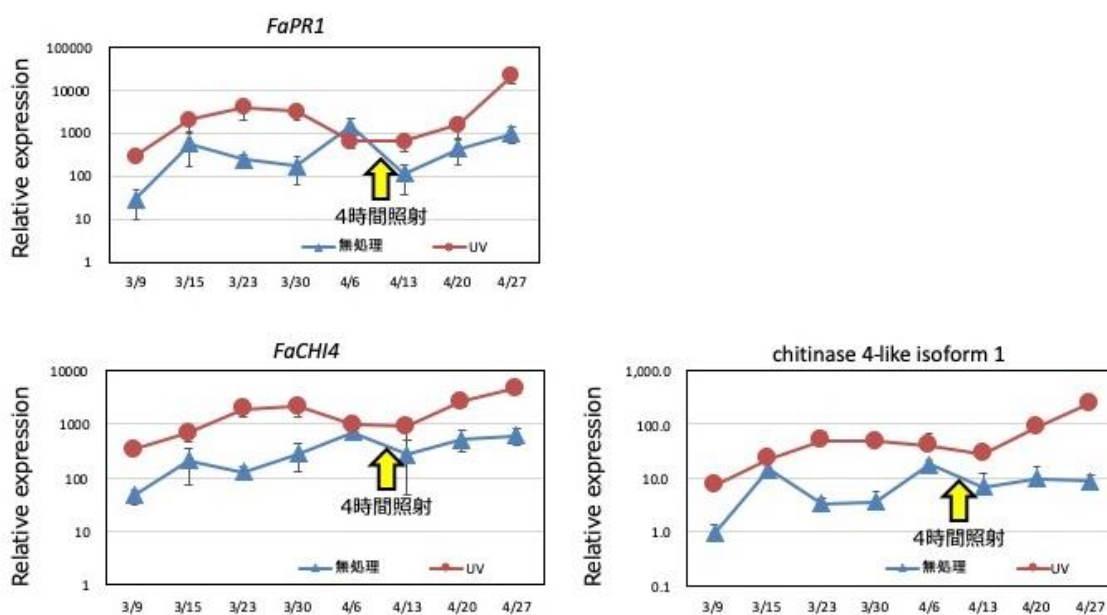 FaPR1
Relative expression
100000
10000
1000
100
10
1
4時間照射
無処理 UV
3/9 3/15 3/23 3/30 4/6 4/13 4/20 4/27
FaCHI4
Relative expression
10000
1000
100
10
1
4時間照射
無処理 UV
3/9 3/15 3/23 3/30 4/6 4/13 4/20 4/27
chitinase 4-like isoform 1
Relative expression
1,000.0
100.0
10.0
1.0
0.1
4時間照射
無処理 UV
3/9 3/15 3/23 3/30 4/6 4/13 4/20 4/27